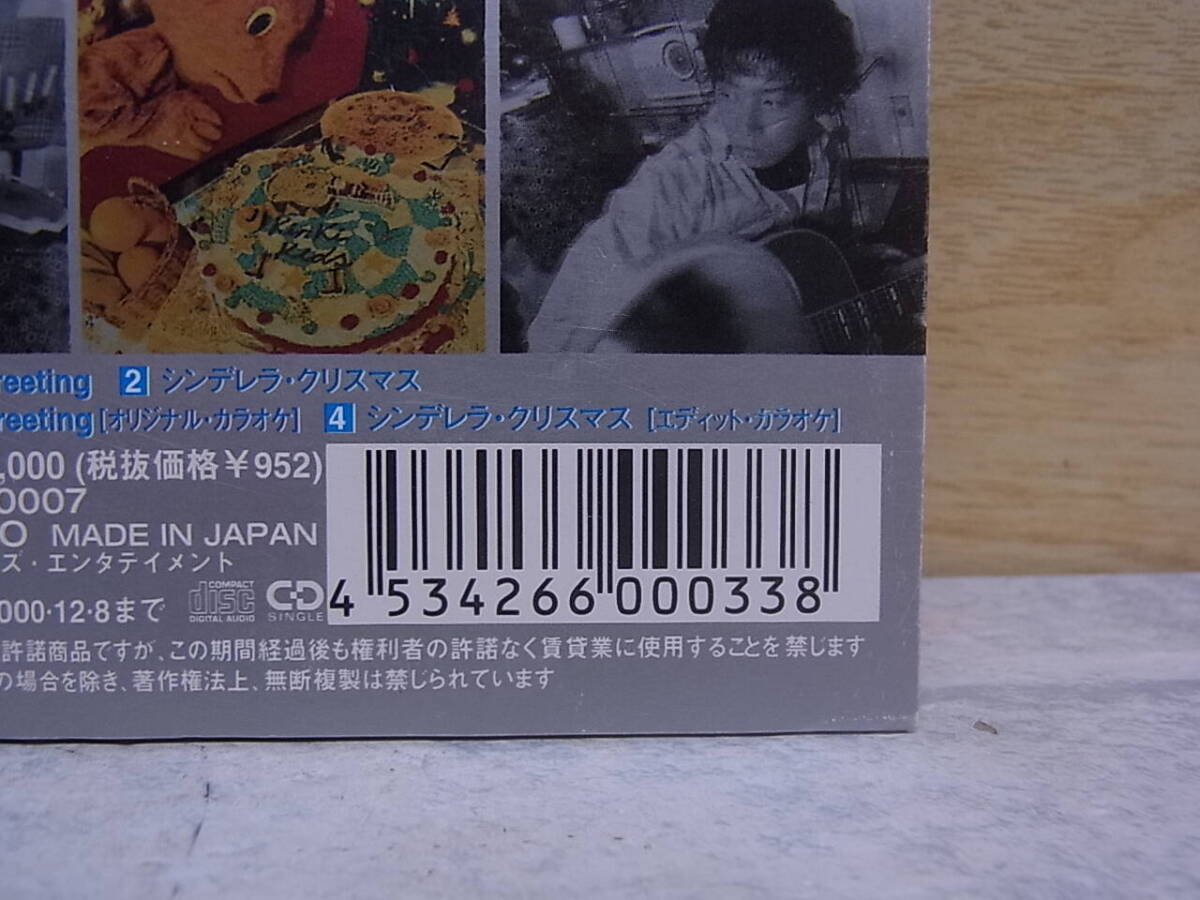 Kinki
Kids
reeting 2 シンデレラ・クリスマス
reeting [オリジナル・カラオケ] 4 シンデレラ・クリスマス [エディット・カラオケ]
,000 (税抜価格¥952)
0007
O MADE IN JAPAN
ズ・エンタテイメント
000・12・8まで COMPACT disc DIGITAL AUDIO CD SINGLE
4 534266 000338
許諾商品ですが、この期間経過後も権利者の許諾なく賃貸業に使用することを禁じます
の場合を除き、著作権法上、無断複製は禁じられています